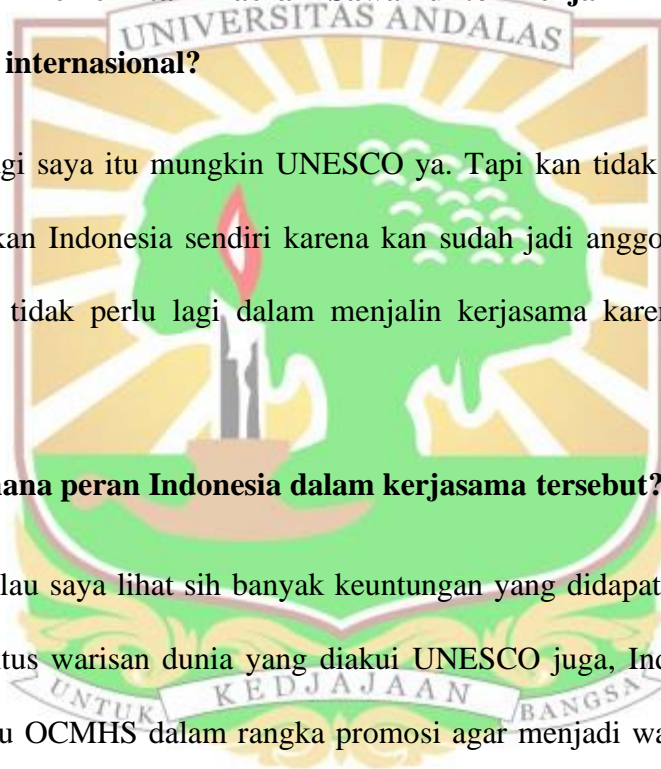 UNIVERSITAS ANDALAS
internasional?
gi saya itu mungkin UNESCO ya. Tapi kan tidak
kan Indonesia sendiri karena kan sudah jadi anggo
tidak perlu lagi dalam menjalin kerjasama karen
nana peran Indonesia dalam kerjasama tersebut?
lau saya lihat sih banyak keuntungan yang didapat
tus warisan dunia yang diakui UNESCO juga, Ind
UNTUK KEDJAJAAN BANGSA
u OCMHS dalam rangka promosi agar menjadi wa